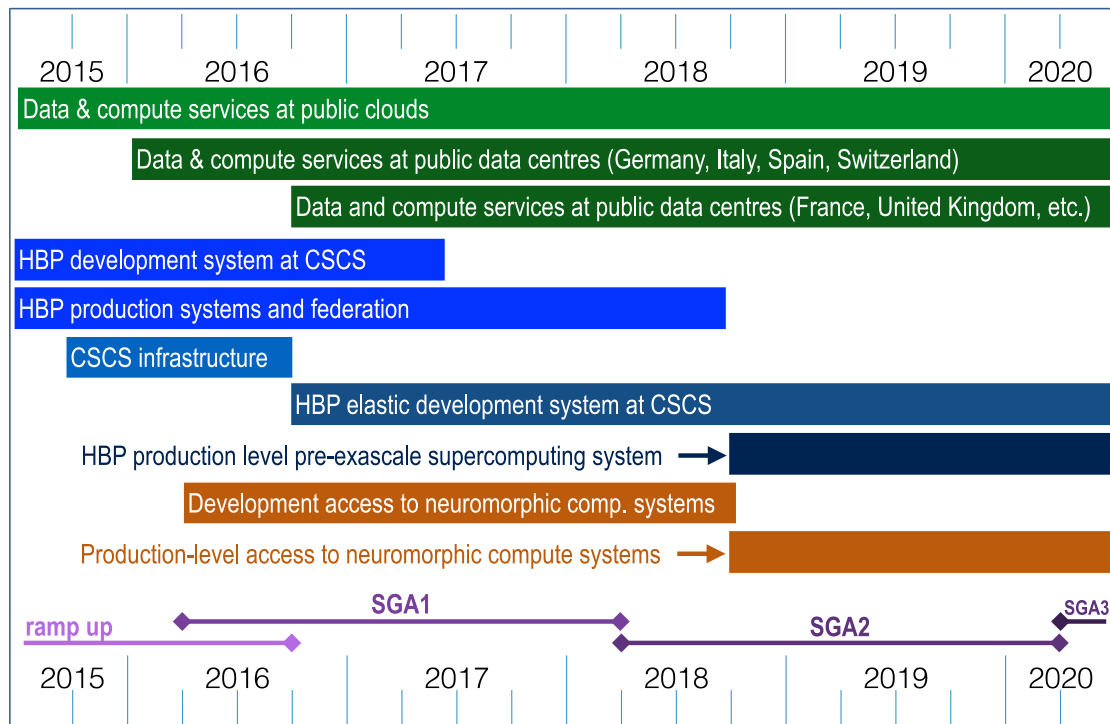 2015 2016 2017 2018 2019 2020
Data & compute services at public clouds
Data & compute services at public data centres (Germany, Italy, Spain, Switzerland)
Data and compute services at public data centres (France, United Kingdom, etc.)
HBP development system at CSCS
HBP production systems and federation
CSCS infrastructure
HBP elastic development system at CSCS
HBP production level pre-exascale supercomputing system
Development access to neuromorphic comp. systems
Production-level access to neuromorphic compute systems
SGA1 SGA3
ramp up SGA2
2015 2016 2017 2018 2019 2020